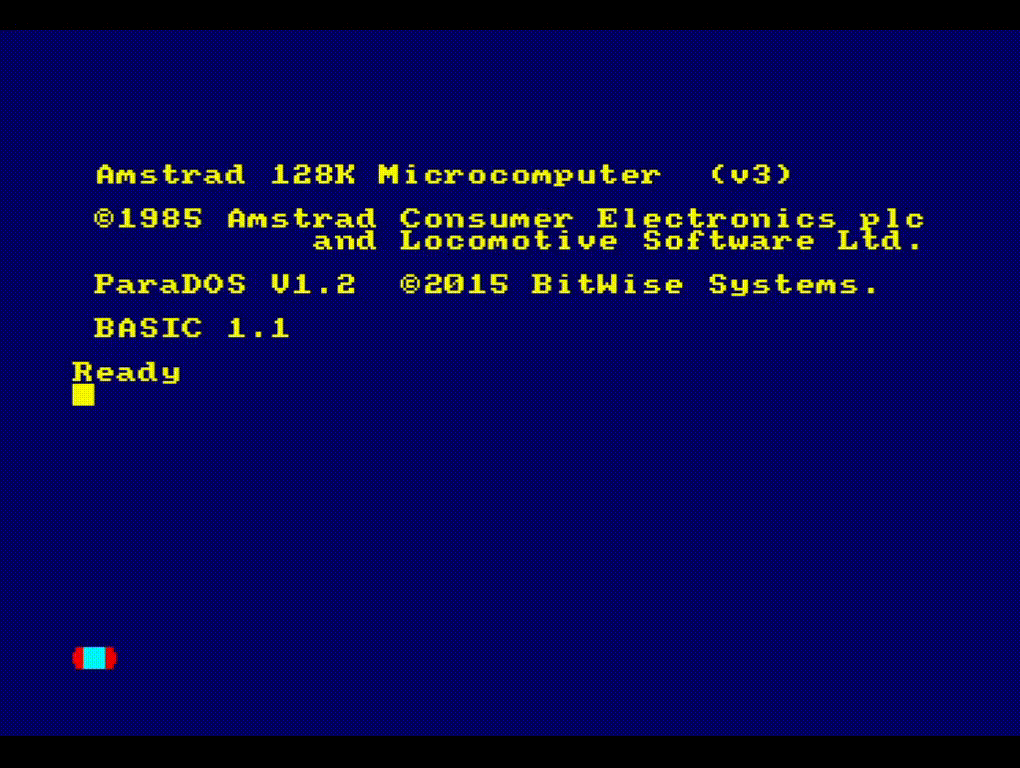 Amstrad 128K Microcomputer (v3)
©1985 Amstrad Consumer Electronics plc
and Locomotive Software Ltd.
ParaDOS V1.2 ©2015 BitWise Systems.
BASIC 1.1
Ready